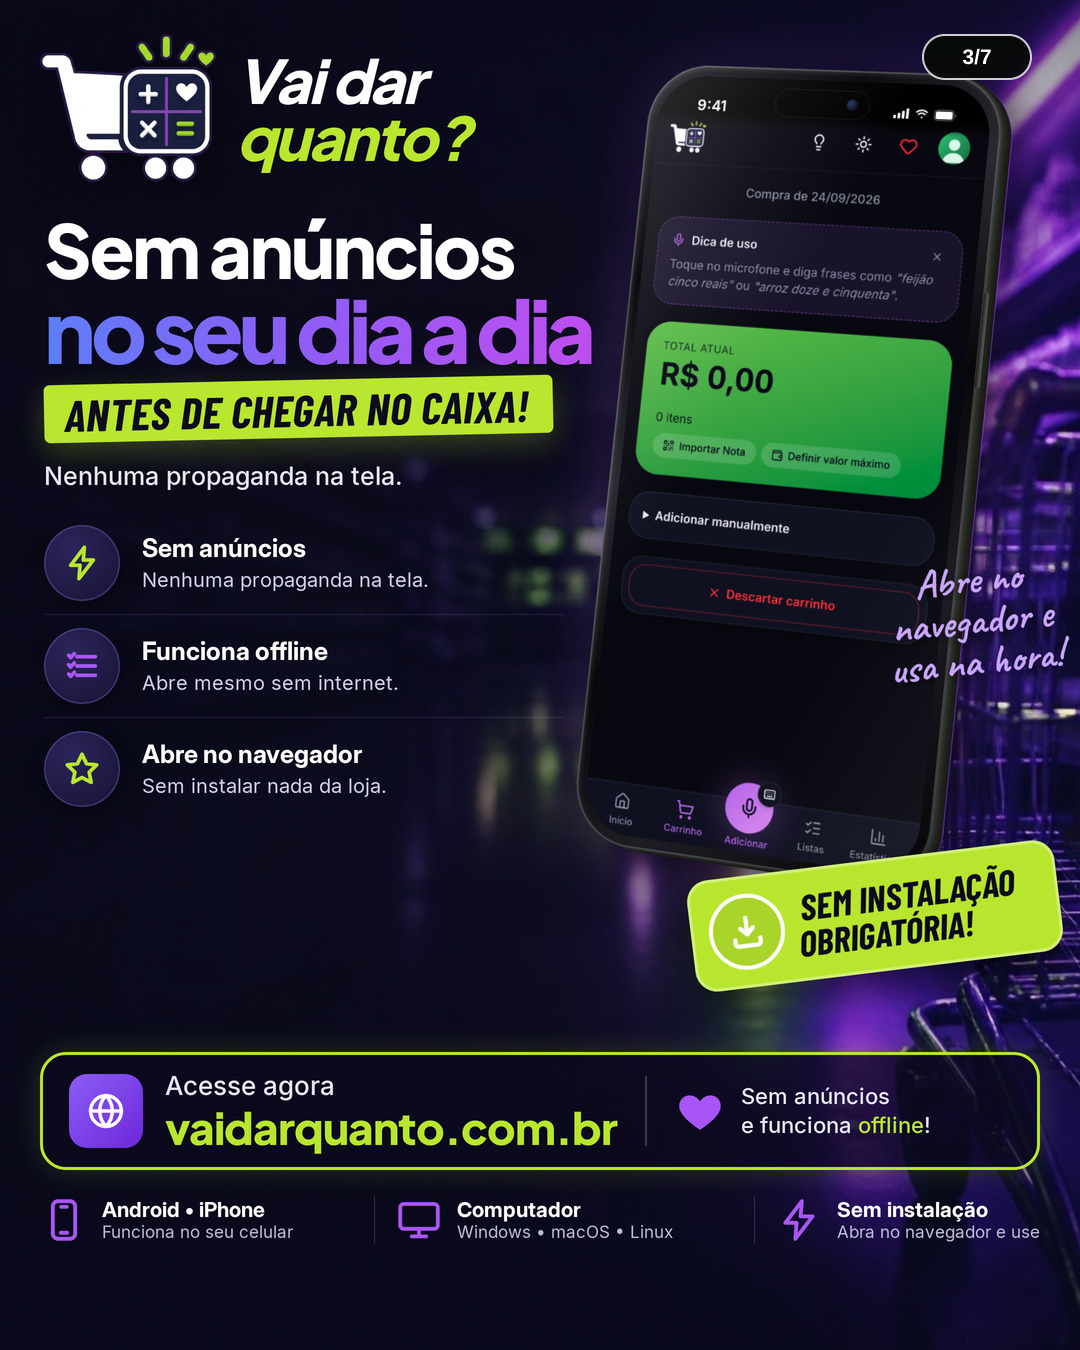 Vai dar
quanto?
3/7
Sem anúncios
no seu dia a dia
ANTES DE CHEGAR NO CAIXA!
Nenhuma propaganda na tela.
Sem anúncios
Nenhuma propaganda na tela.
Funciona offline
Abre mesmo sem internet.
Abre no navegador
Sem instalar nada da loja.
9:41
Compra de 24/09/2026
Dica de uso
Toque no microfone e diga frases como "feijão
cinco reais" ou "arroz doze e cinquenta".
TOTAL ATUAL
R$ 0,00
0 itens
Importar Nota
Definir valor máximo
Adicionar manualmente
Descartar carrinho
Abre no
navegador e
usa na hora!
Início
Carrinho
Adicionar
Listas
SEM INSTALAÇÃO
OBRIGATÓRIA!
Acesse agora
vaidarquanto.com.br
Sem anúncios
e funciona offline!
Android • iPhone
Funciona no seu celular
Computador
Windows • macOS • Linux
Sem instalação
Abra no navegador e use